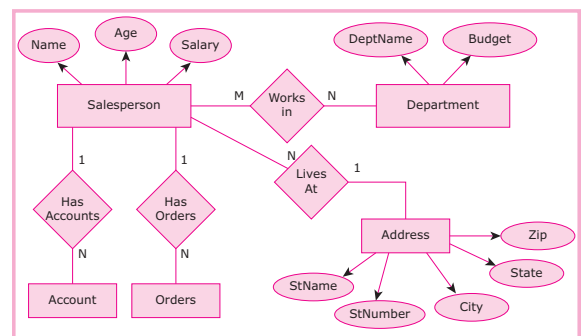 Name
Age
Salary
DeptName
Budget
Salesperson
M
Works
in
N
Department
1
1
N
Lives
At
1
Has
Accounts
Has
Orders
Address
Zip
N
N
State
StName
Account
Orders
StNumber
City